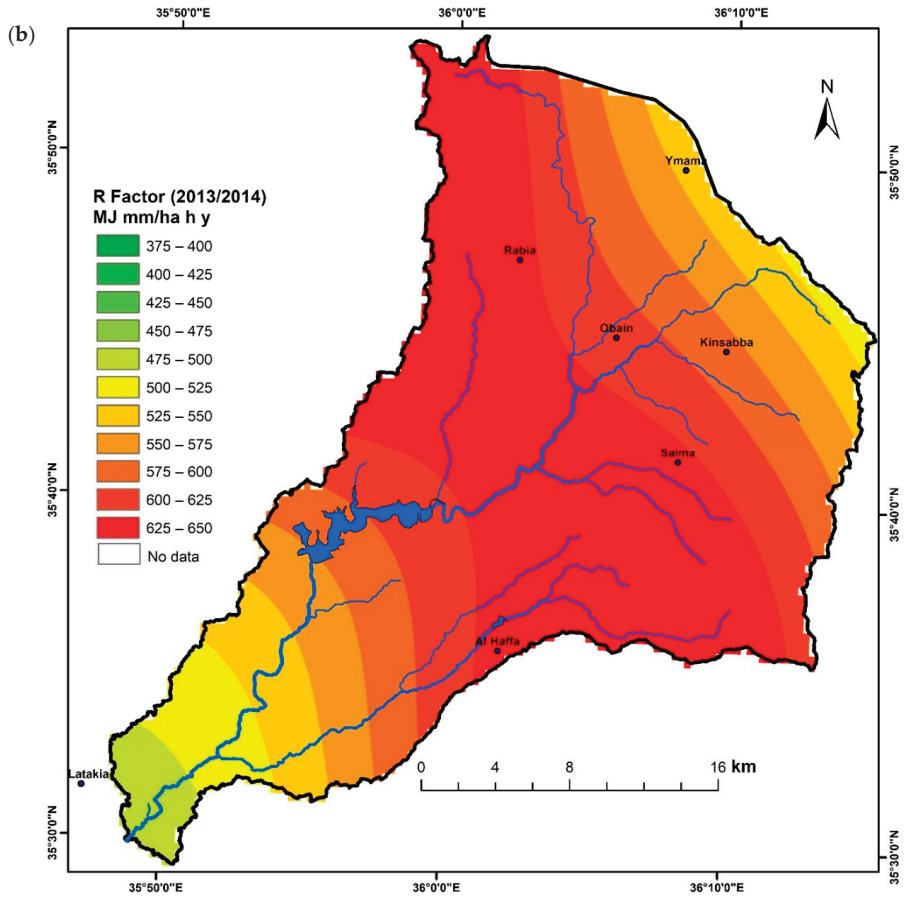 35°50'0"E 36°0'0"E 36°10'0"E
(b)
N
35°50'0"N
35°50'0"N
Ymama
R Factor (2013/2014)
MJ mm/ha h y
375 – 400
400 – 425
425 – 450
450 – 475
475 – 500
500 – 525
525 – 550
550 – 575
575 – 600
600 – 625
625 – 650
No data
Rabia
Obain
Kinsabba
Salma
35°40'0"N
35°40'0"N
Al Haffa
Latakia
0 4 8 16 km
35°30'0"N
35°30'0"N
35°50'0"E 36°0'0"E 36°10'0"E